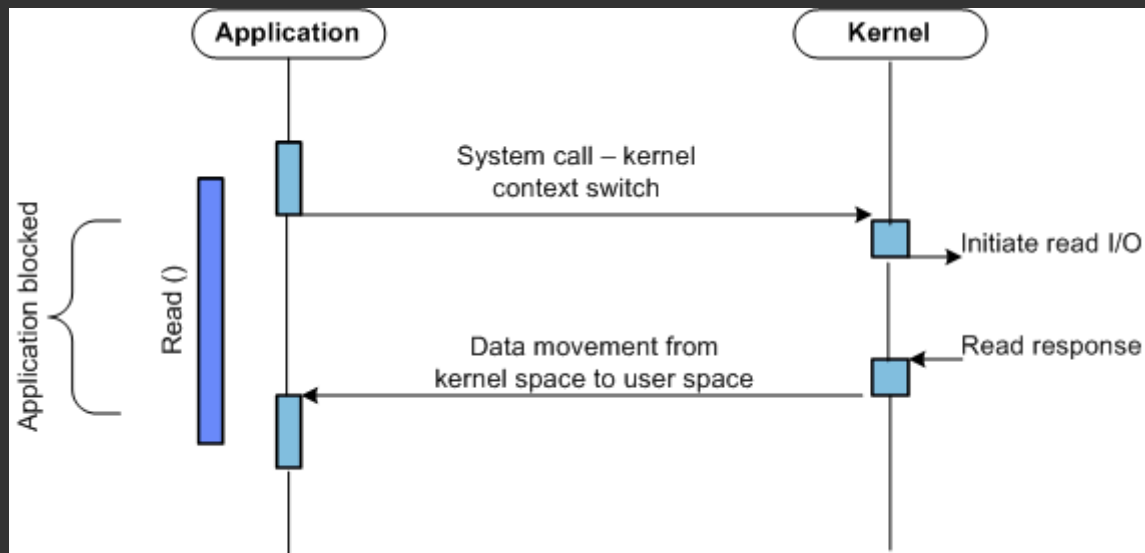 Application
Kernel
System call – kernel
context switch
Initiate read I/O
Application blocked
Read ()
Data movement from
kernel space to user space
Read response